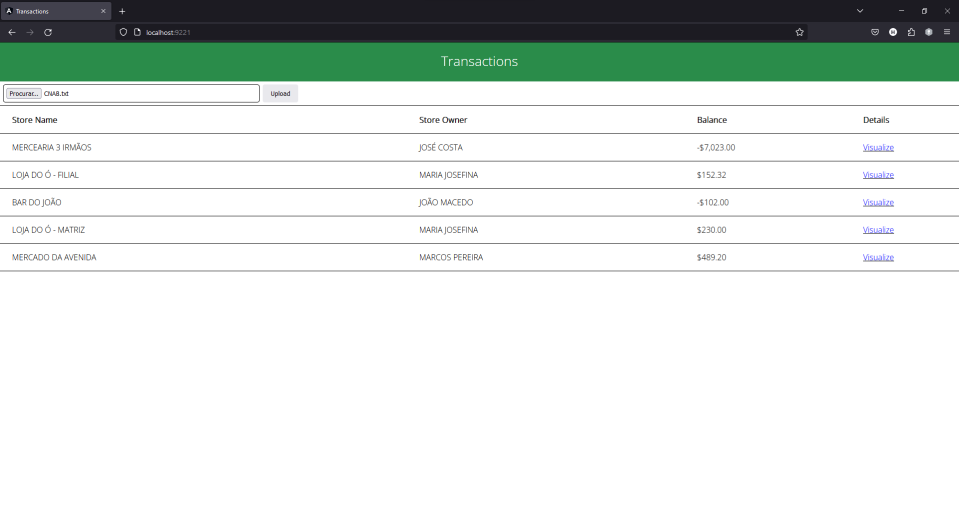 Transactions
localhost:9221
Transactions
Procurar... CNAB.txt Upload
Store Name Store Owner Balance Details
MERCEARIA 3 IRMÃOS JOSÉ COSTA -$7,023.00 Visualize
LOJA DO Ó - FILIAL MARIA JOSEFINA $152.32 Visualize
BAR DO JOÃO JOÃO MACEDO -$102.00 Visualize
LOJA DO Ó - MATRIZ MARIA JOSEFINA $230.00 Visualize
MERCADO DA AVENIDA MARCOS PEREIRA $489.20 Visualize